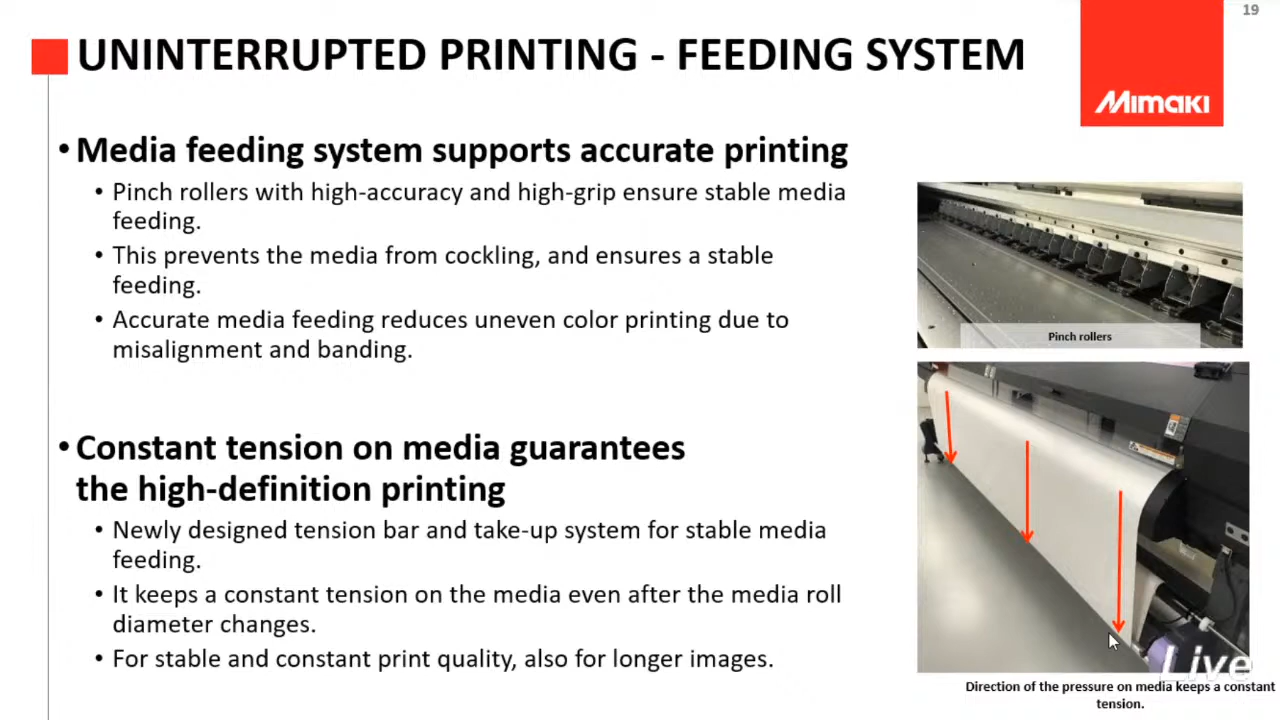 19
UNINTERRUPTED PRINTING - FEEDING SYSTEM
Mimaki
• Media feeding system supports accurate printing
• Pinch rollers with high-accuracy and high-grip ensure stable media
feeding.
• This prevents the media from cockling, and ensures a stable
feeding.
• Accurate media feeding reduces uneven color printing due to
misalignment and banding.
Pinch rollers
• Constant tension on media guarantees
the high-definition printing
• Newly designed tension bar and take-up system for stable media
feeding.
• It keeps a constant tension on the media even after the media roll
diameter changes.
• For stable and constant print quality, also for longer images.
Live
Direction of the pressure on media keeps a constant
tension.